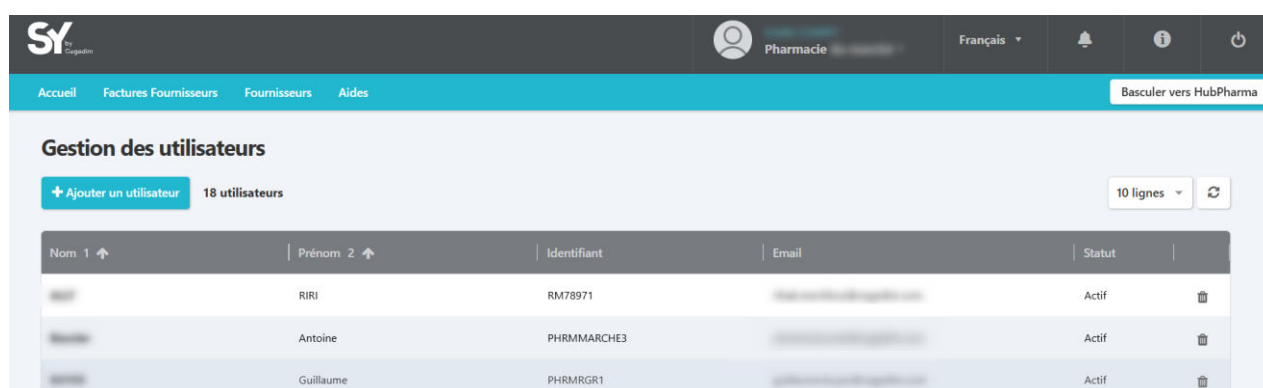 SY by Cegedim
Pharmacie
Français
Accueil Factures Fournisseurs Fournisseurs Aides Basculer vers HubPharma
Gestion des utilisateurs
+ Ajouter un utilisateur 18 utilisateurs 10 lignes
Nom 1 Prénom 2 Identifiant Email Statut
RIRI RM78971 Actif
Antoine PHRMMARCHE3 Actif
Guillaume PHRMRGR1 Actif